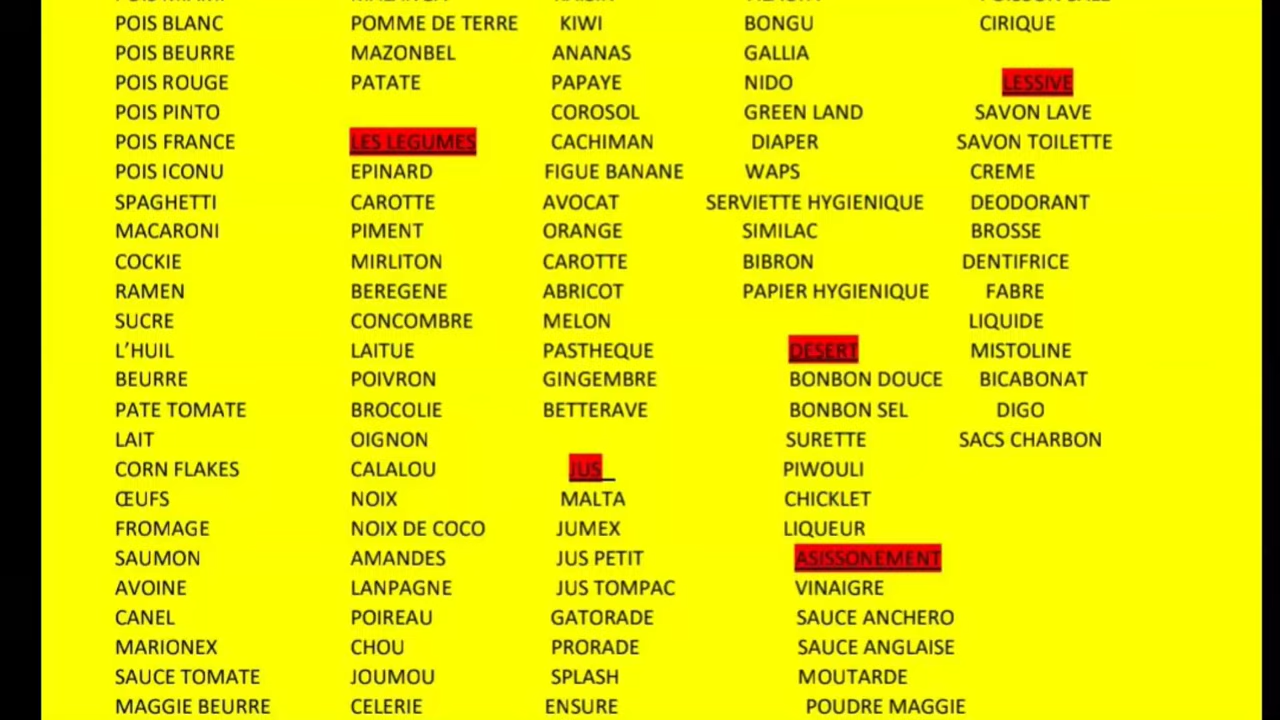 POIS BLANC
POIS BEURRE
POIS ROUGE
POIS PINTO
POIS FRANCE
POIS ICONU
SPAGHETTI
MACARONI
COCKIE
RAMEN
SUCRE
L’HUIL
BEURRE
PATE TOMATE
LAIT
CORN FLAKES
ŒUFS
FROMAGE
SAUMON
AVOINE
CANEL
MARIONEX
SAUCE TOMATE
MAGGIE BEURRE
POMME DE TERRE
MAZONBEL
PATATE
LES LEGUMES
EPINARD
CAROTTE
PIMENT
MIRLITON
BEREGENE
CONCOMBRE
LAITUE
POIVRON
BROCOLIE
OIGNON
CALALOU
NOIX
NOIX DE COCO
AMANDES
LANPAGNE
POIREAU
CHOU
JOUMOU
CELERIE
KIWI
ANANAS
PAPAYE
COROSOL
CACHIMAN
FIGUE BANANE
AVOCAT
ORANGE
CAROTTE
ABRICOT
MELON
PASTHEQUE
GINGEMBRE
BETTERAVE
JUS
MALTA
JUMEX
JUS PETIT
JUS TOMPAC
GATORADE
PRORADE
SPLASH
ENSURE
BONGU
GALLIA
NIDO
GREEN LAND
DIAPER
WAPS
SERVIETTE HYGIENIQUE
SIMILAC
BIBRON
PAPIER HYGIENIQUE
DESERT
BONBON DOUCE
BONBON SEL
SURETTE
PIWOULI
CHICKLET
LIQUEUR
ASISSONEMENT
VINAIGRE
SAUCE ANCHERO
SAUCE ANGLAISE
MOUTARDE
POUDRE MAGGIE
CIRIQUE
LESSIVE
SAVON LAVE
SAVON TOILETTE
CREME
DEODORANT
BROSSE
DENTIFRICE
FABRE
LIQUIDE
MISTOLINE
BICABONAT
DIGO
SACS CHARBON